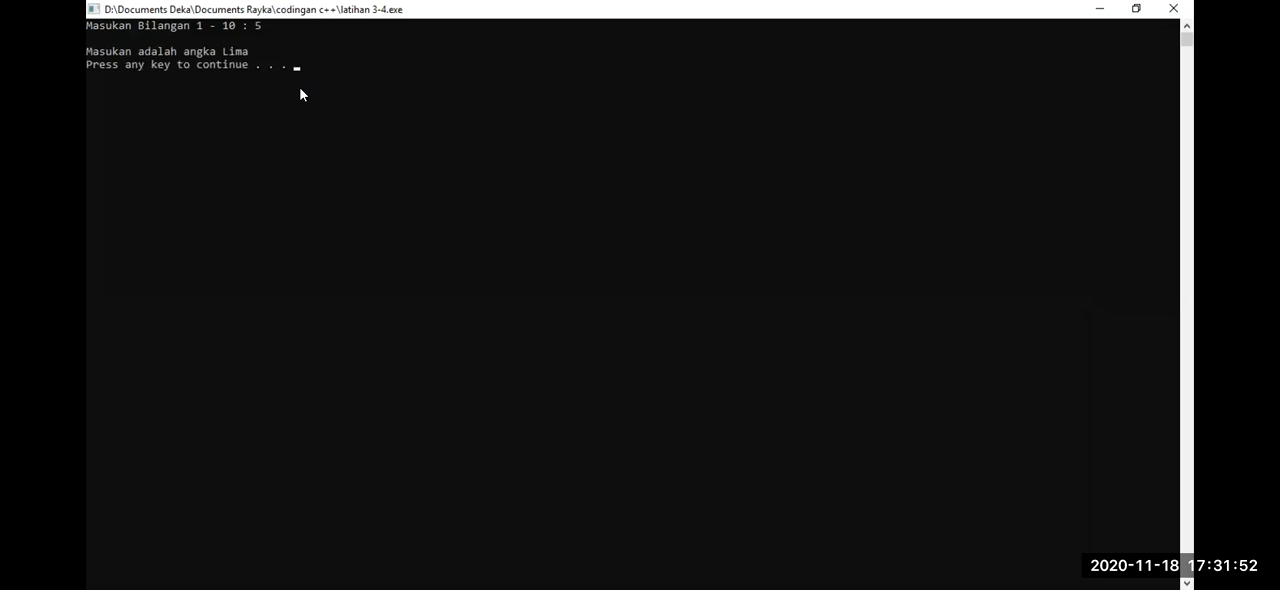 D:\Documents Deka\Documents Rayka\codingan c++\latihan 3-4.exe
Masukan Bilangan 1 - 10 : 5
Masukan adalah angka Lima
Press any key to continue . . .
2020-11-18 17:31:52